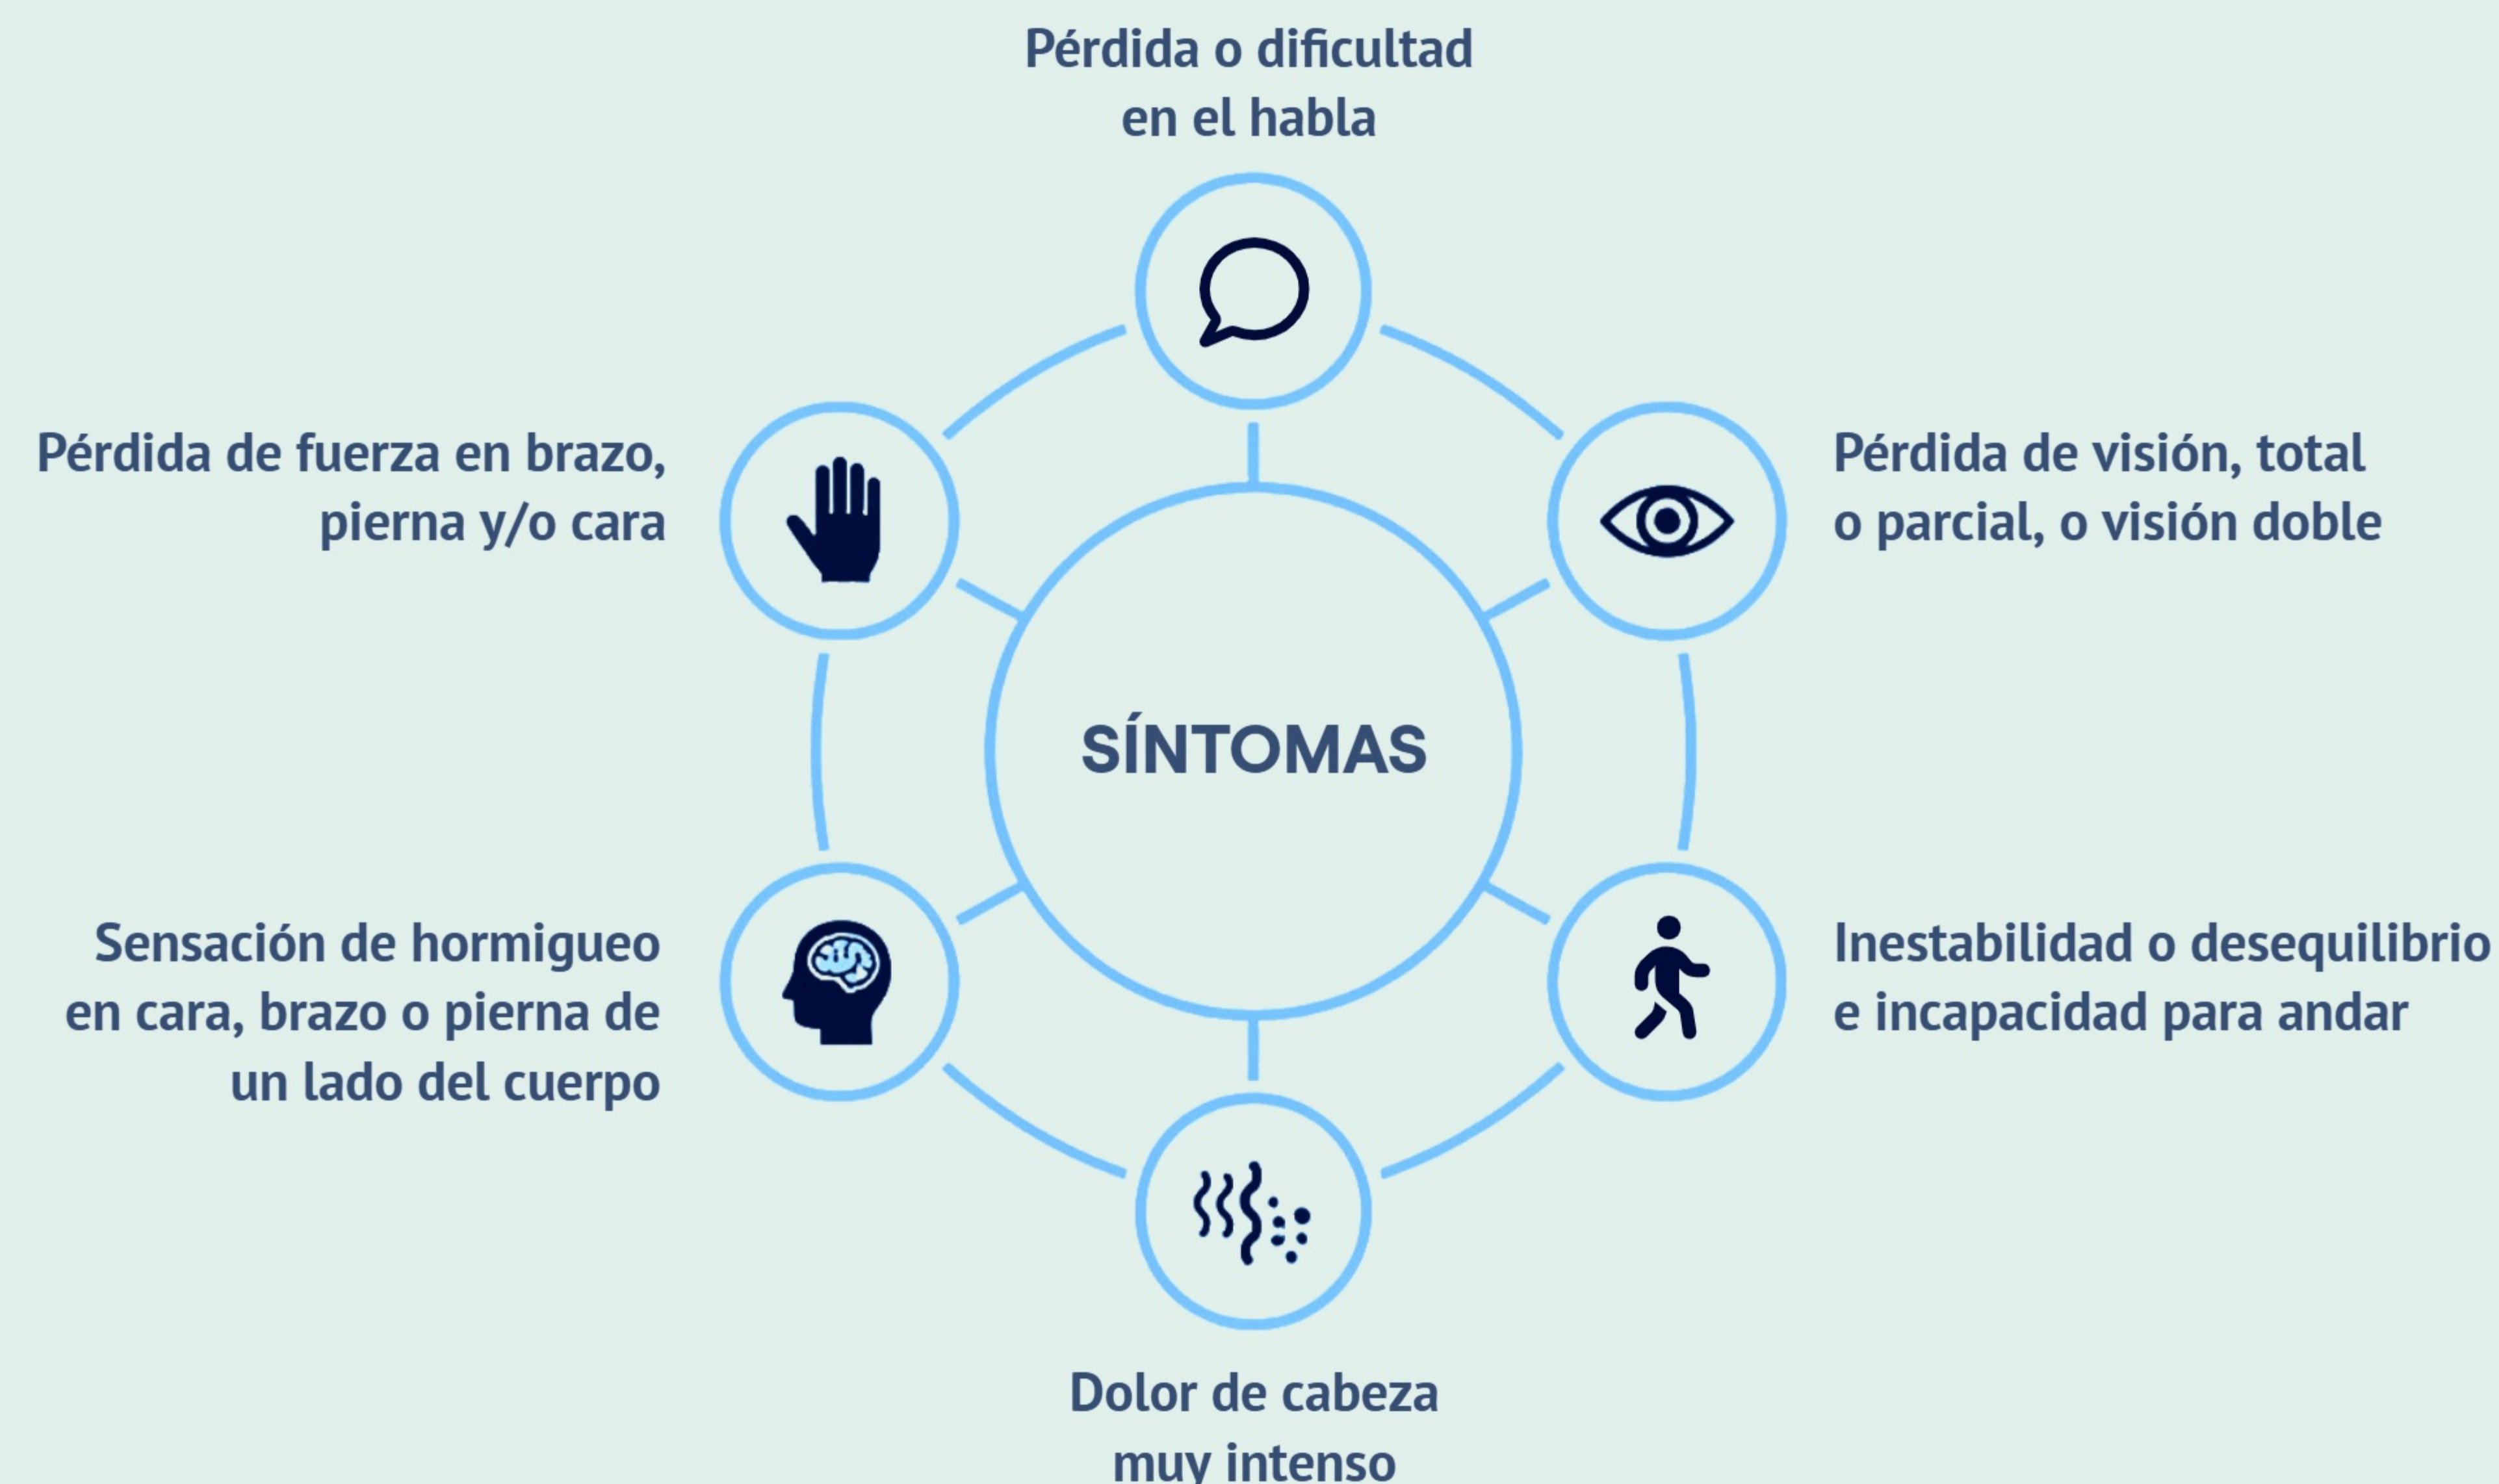 Pérdida o dificultad
en el habla
Pérdida de fuerza en brazo,
pierna y/o cara
Pérdida de visión, total
o parcial, o visión doble
SÍNTOMAS
Sensación de hormigueo
en cara, brazo o pierna de
un lado del cuerpo
Inestabilidad o desequilibrio
e incapacidad para andar
Dolor de cabeza
muy intenso